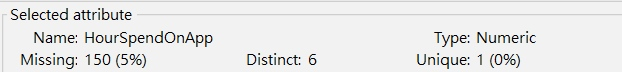 Selected attribute
Name: HourSpendOnApp Type: Numeric
Missing: 150 (5%) Distinct: 6 Unique: 1 (0%)